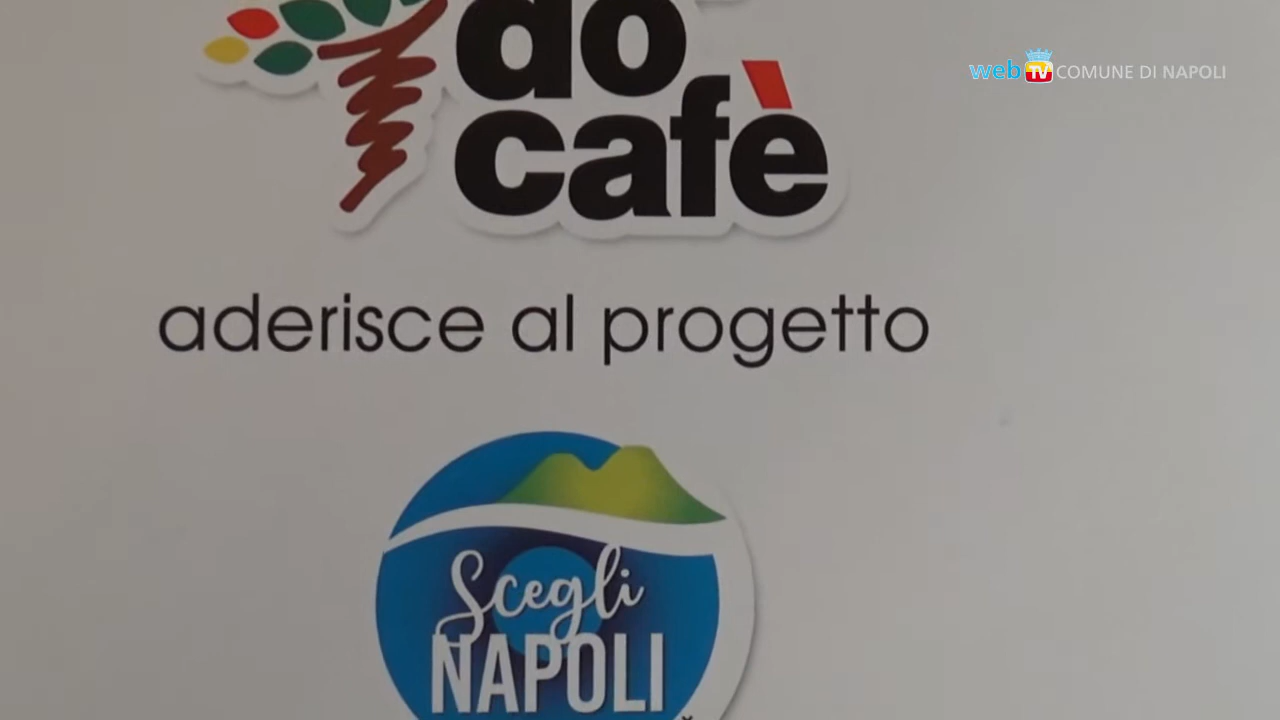 do
cafè
web TV COMUNE DI NAPOLI
aderisce al progetto
Scegli
NAPOLI